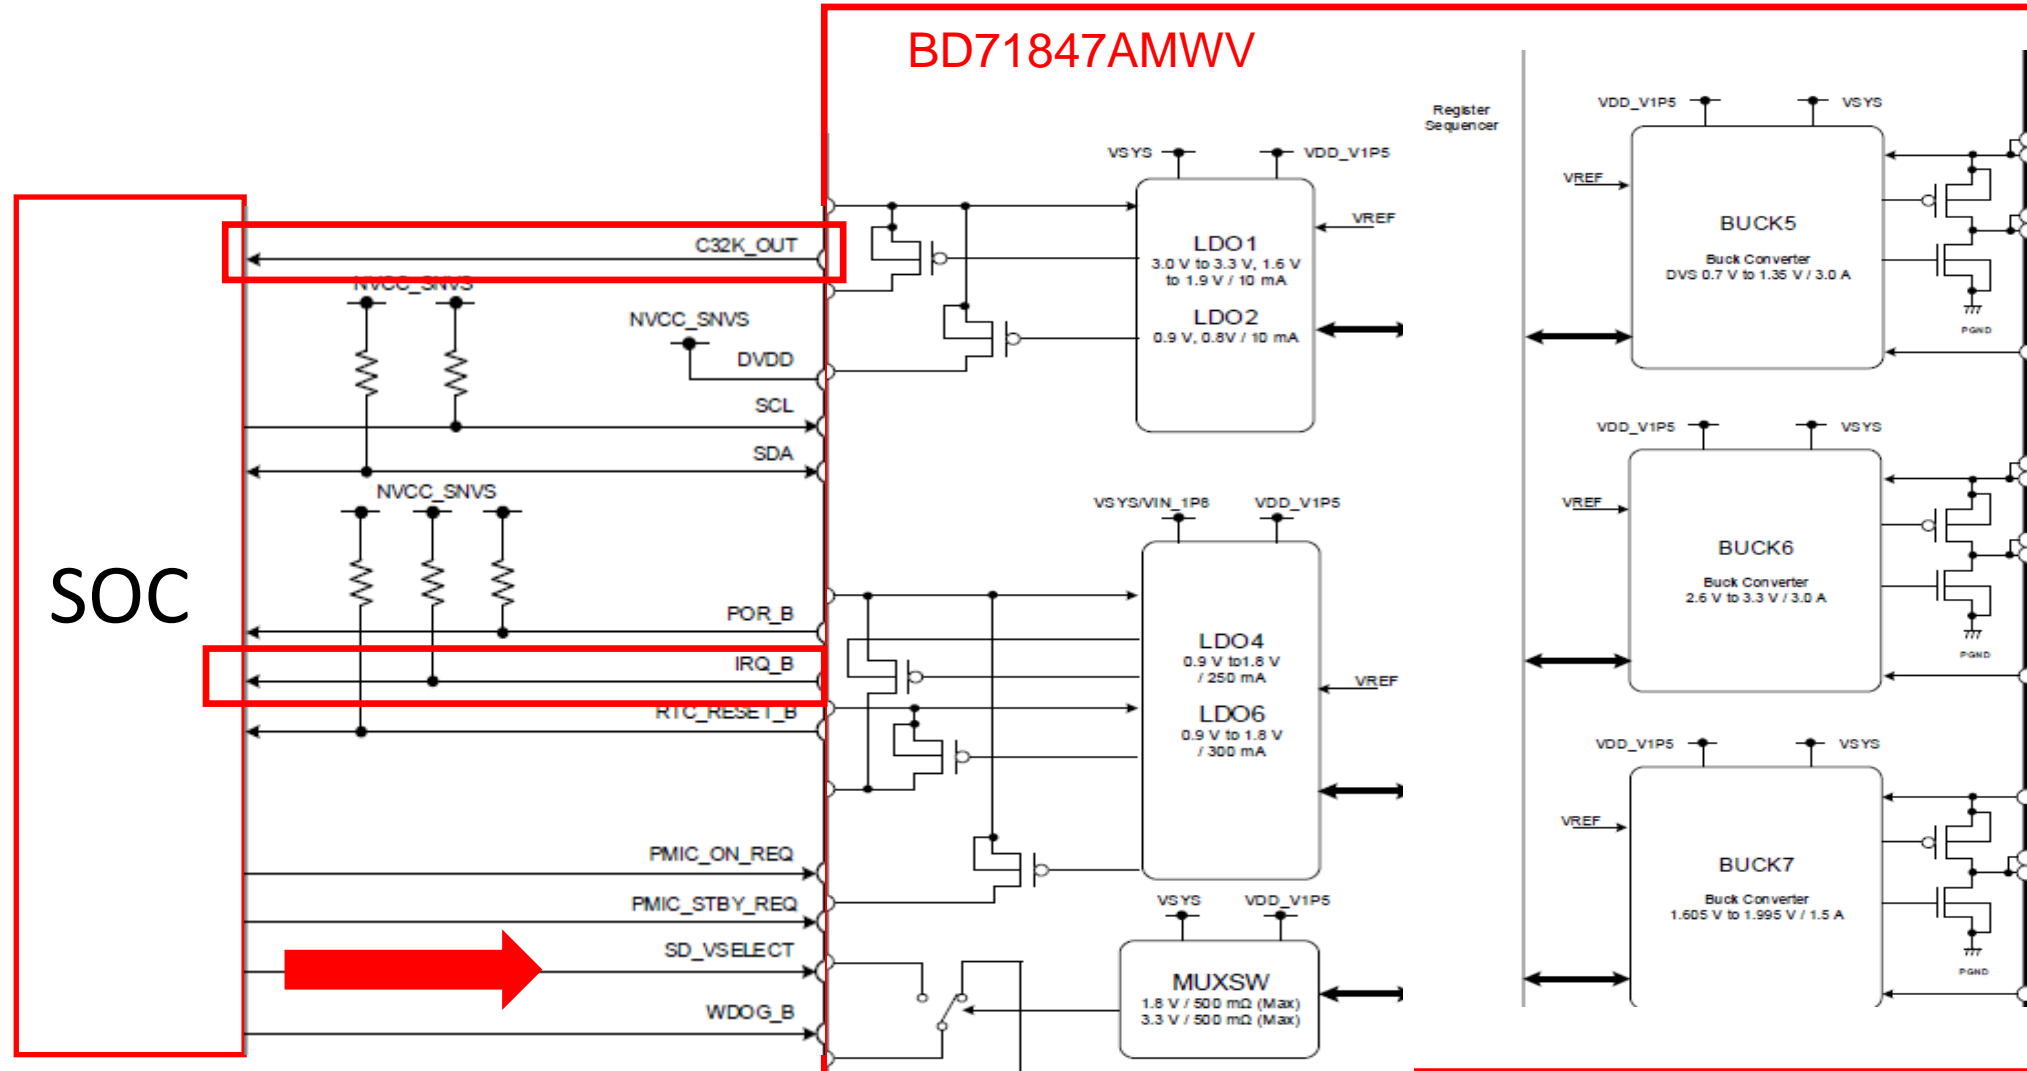 BD71847AMWV
SOC
C32K_OUT
NVCC_SNVS
NVCC_SNVS
DVDD
SCL
SDA
NVCC_SNVS
POR_B
IRQ_B
RTC_RESET_B
PMIC_ON_REQ
PMIC_STBY_REQ
SD_VSELECT
WDOG_B
VSYS
VDD_V1P5
VREF
LDO1
3.0 V to 3.3 V, 1.6 V
to 1.9 V / 10 mA
LDO2
0.9 V, 0.8V / 10 mA
VSYS/VIN_1P8
VDD_V1P5
LDO4
0.9 V to1.8 V
/ 250 mA
VREF
LDO6
0.9 V to 1.8 V
/ 300 mA
VSYS
VDD_V1P5
MUXSW
1.8 V / 500 mΩ (Max)
3.3 V / 500 mΩ (Max)
Register
Sequencer
VDD_V1P5
VSYS
VREF
BUCK5
Buck Converter
DVS 0.7 V to 1.35 V / 3.0 A
PGND
VDD_V1P5
VSYS
VREF
BUCK6
Buck Converter
2.6 V to 3.3 V / 3.0 A
PGND
VDD_V1P5
VSYS
VREF
BUCK7
Buck Converter
1.605 V to 1.995 V / 1.5 A
PGND